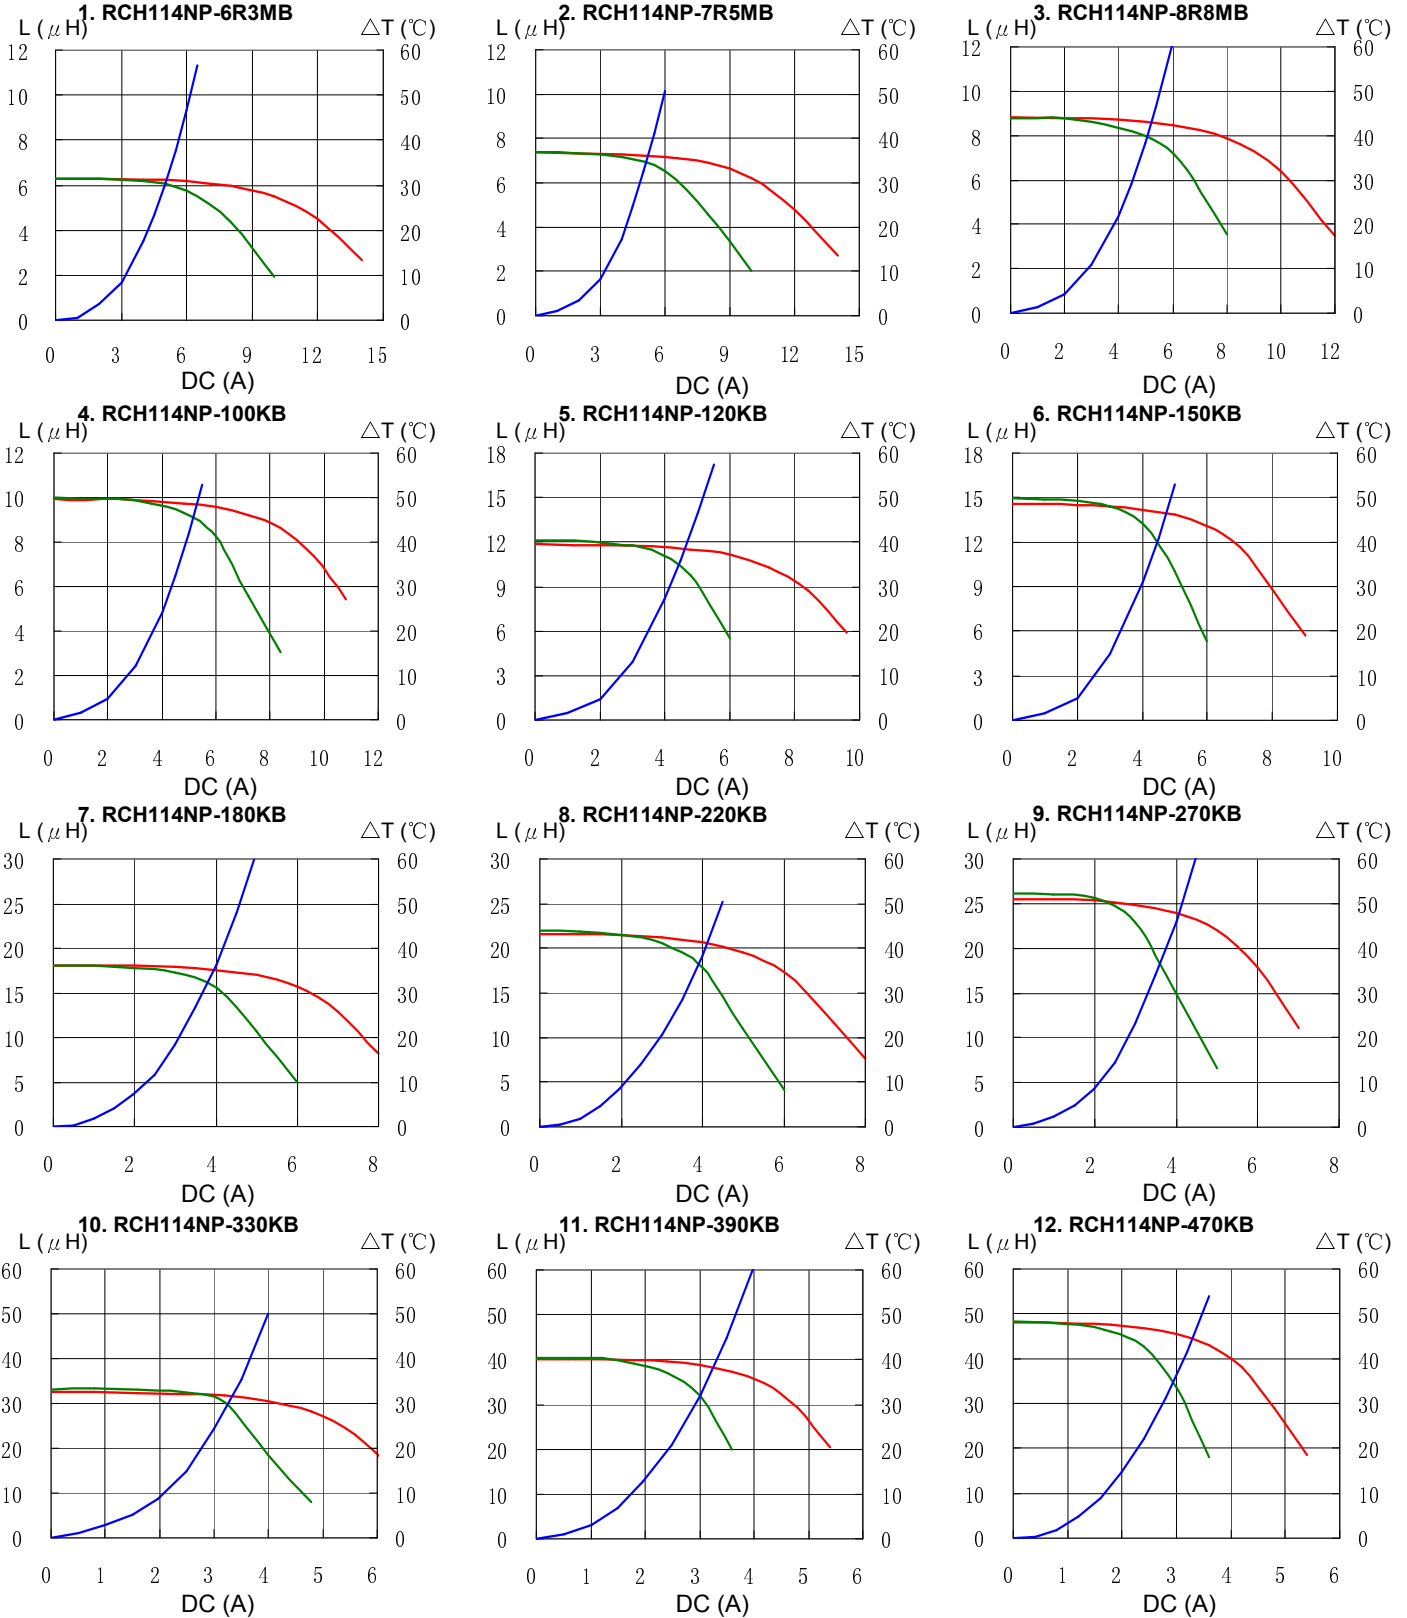 1. RCH114NP-6R3MB
L (μH) △T (℃)
12 60
10 50
8 40
6 30
4 20
2 10
0 0
0 3 6 9 12 15
DC (A)
2. RCH114NP-7R5MB
L (μH) △T (℃)
12 60
10 50
8 40
6 30
4 20
2 10
0 0
0 3 6 9 12 15
DC (A)
3. RCH114NP-8R8MB
L (μH) △T (℃)
12 60
10 50
8 40
6 30
4 20
2 10
0 0
0 2 4 6 8 10 12
DC (A)
4. RCH114NP-100KB
L (μH) △T (℃)
12 60
10 50
8 40
6 30
4 20
2 10
0 0
0 2 4 6 8 10 12
DC (A)
5. RCH114NP-120KB
L (μH) △T (℃)
18 60
15 50
12 40
9 30
6 20
3 10
0 0
0 2 4 6 8 10
DC (A)
6. RCH114NP-150KB
L (μH) △T (℃)
18 60
15 50
12 40
9 30
6 20
3 10
0 0
0 2 4 6 8 10
DC (A)
7. RCH114NP-180KB
L (μH) △T (℃)
30 60
25 50
20 40
15 30
10 20
5 10
0 0
0 2 4 6 8
DC (A)
8. RCH114NP-220KB
L (μH) △T (℃)
30 60
25 50
20 40
15 30
10 20
5 10
0 0
0 2 4 6 8
DC (A)
9. RCH114NP-270KB
L (μH) △T (℃)
30 60
25 50
20 40
15 30
10 20
5 10
0 0
0 2 4 6 8
DC (A)
10. RCH114NP-330KB
L (μH) △T (℃)
60 60
50 50
40 40
30 30
20 20
10 10
0 0
0 1 2 3 4 5 6
DC (A)
11. RCH114NP-390KB
L (μH) △T (℃)
60 60
50 50
40 40
30 30
20 20
10 10
0 0
0 1 2 3 4 5 6
DC (A)
12. RCH114NP-470KB
L (μH) △T (℃)
60 60
50 50
40 40
30 30
20 20
10 10
0 0
0 1 2 3 4 5 6
DC (A)